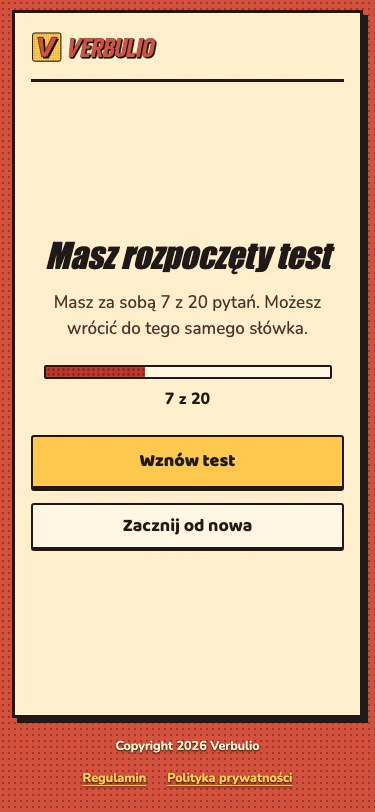 V VERBULIO
Masz rozpoczęty test
Masz za sobą 7 z 20 pytań. Możesz
wrócić do tego samego słówka.
7 z 20
Wznów test
Zacznij od nowa
Copyright 2026 Verbulio
Regulamin Polityka prywatności